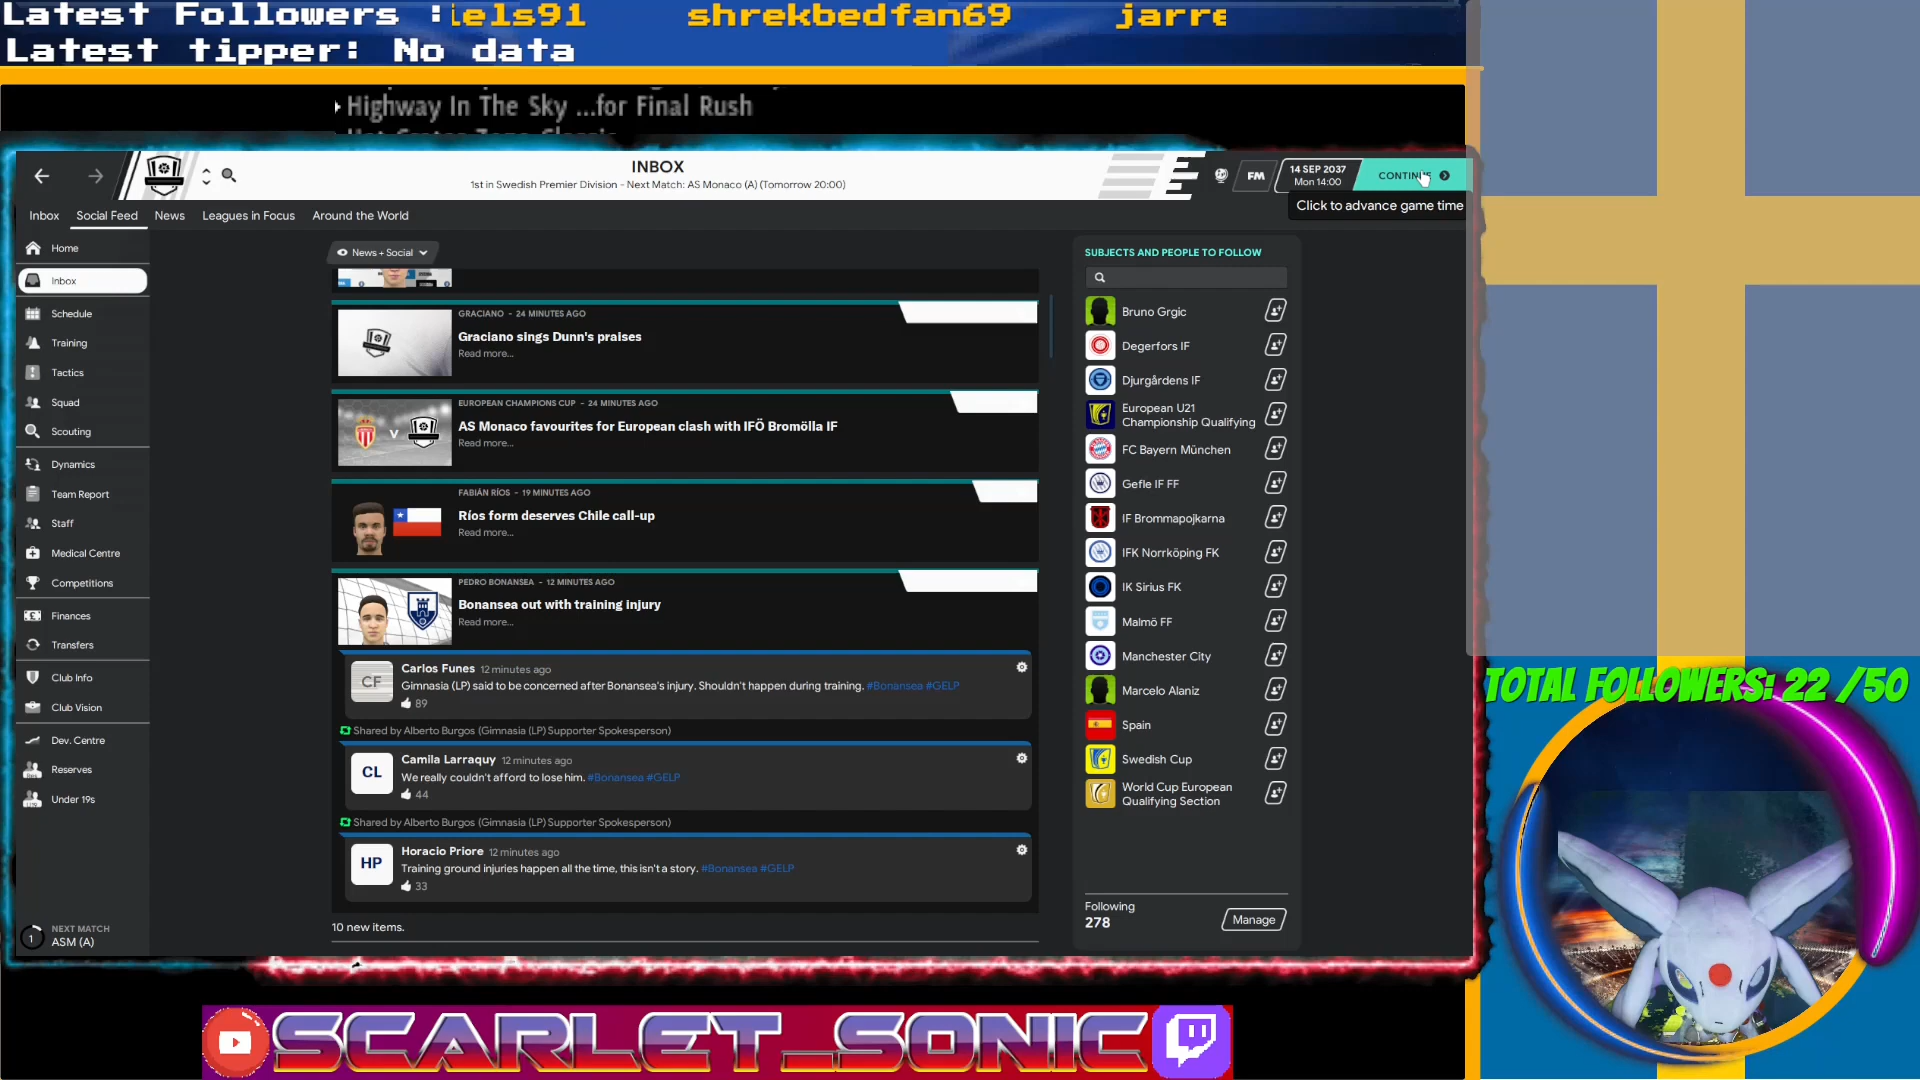 Latest Followers :iels91 shrekbedfan69 jarre
Latest tipper: No data
Highway In The Sky ...for Final Rush
INBOX
1st in Swedish Premier Division - Next Match: AS Monaco (A) (Tomorrow 20:00)
FM
14 SEP 2037
Mon 14:00
CONTINUE
Click to advance game time
Inbox
Social Feed
News
Leagues in Focus
Around the World
Home
Inbox
Schedule
Training
Tactics
Squad
Scouting
Dynamics
Team Report
Staff
Medical Centre
Competitions
Finances
Transfers
Club Info
Club Vision
Dev. Centre
Reserves
Under 19s
1
NEXT MATCH
ASM (A)
News + Social
GRACIANO - 24 MINUTES AGO
Graciano sings Dunn's praises
Read more...
V
EUROPEAN CHAMPIONS CUP - 24 MINUTES AGO
AS Monaco favourites for European clash with IFÖ Bromölla IF
Read more...
FABIÁN RÍOS - 19 MINUTES AGO
Ríos form deserves Chile call-up
Read more...
PEDRO BONANSEA - 12 MINUTES AGO
Bonansea out with training injury
Read more...
CF
Carlos Funes 12 minutes ago
Gimnasia (LP) said to be concerned after Bonansea's injury. Shouldn't happen during training. #Bonansea #GELP
89
Shared by Alberto Burgos (Gimnasia (LP) Supporter Spokesperson)
CL
Camila Larraquy 12 minutes ago
We really couldn't afford to lose him. #Bonansea #GELP
44
Shared by Alberto Burgos (Gimnasia (LP) Supporter Spokesperson)
HP
Horacio Priore 12 minutes ago
Training ground injuries happen all the time, this isn't a story. #Bonansea #GELP
33
10 new items.
SUBJECTS AND PEOPLE TO FOLLOW
Bruno Grgic
Degerfors IF
Djurgårdens IF
European U21
Championship Qualifying
FC Bayern München
Gefle IF FF
IF Brommapojkarna
IFK Norrköping FK
IK Sirius FK
Malmö FF
Manchester City
Marcelo Alaniz
Spain
Swedish Cup
World Cup European
Qualifying Section
Following
278
Manage
TOTAL FOLLOWERS: 22 /50
SCARLET_SONIC